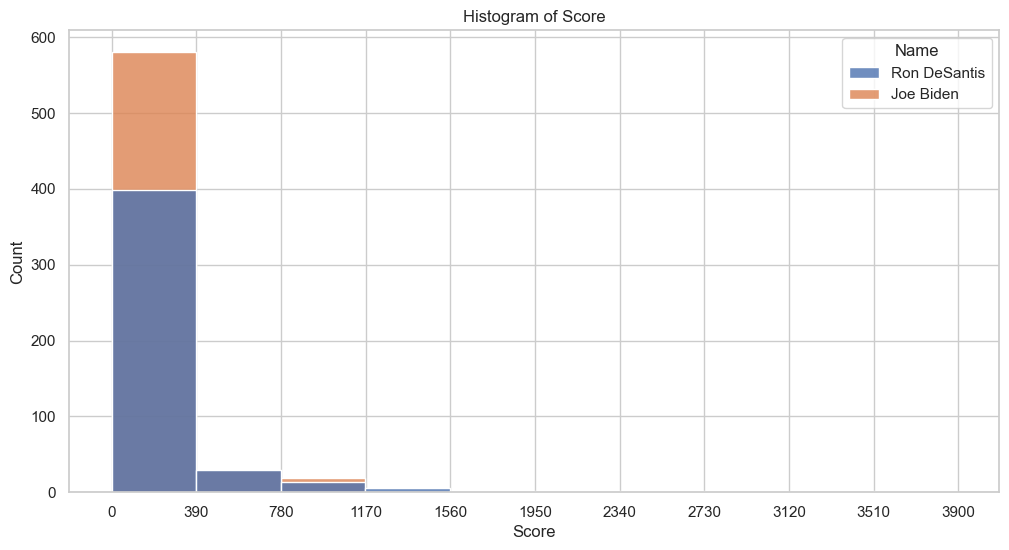 Histogram of Score
Name
Ron DeSantis
Joe Biden
600
500
400
300
200
100
0
Count
0 390 780 1170 1560 1950 2340 2730 3120 3510 3900
Score